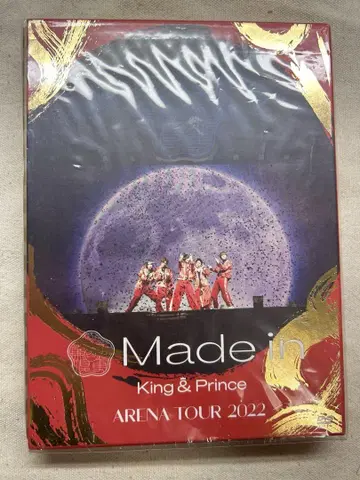 Made in
King & Prince
ARENA TOUR 2022